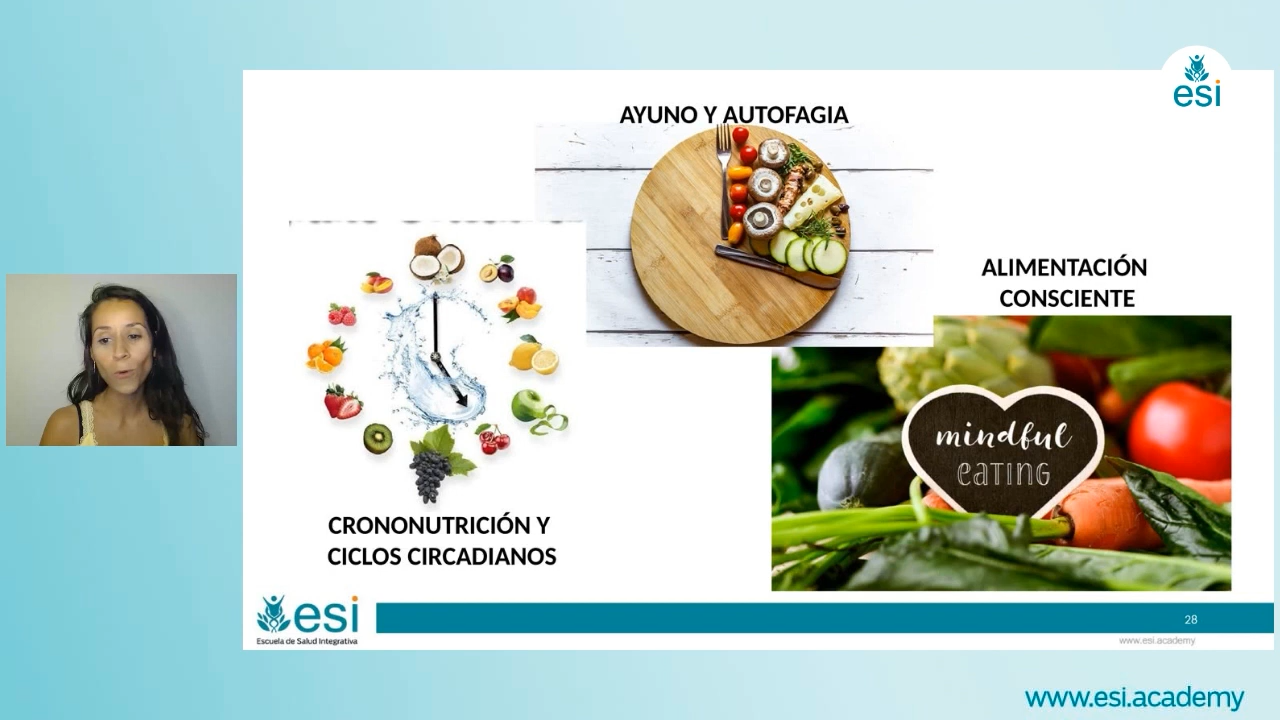 esi
AYUNO Y AUTOFAGIA
ALIMENTACIÓN
CONSCIENTE
mindful
eating
CRONONUTRICIÓN Y
CICLOS CIRCADIANOS
esi
Escuela de Salud Integrativa
28
www.esi.academy
www.esi.academy